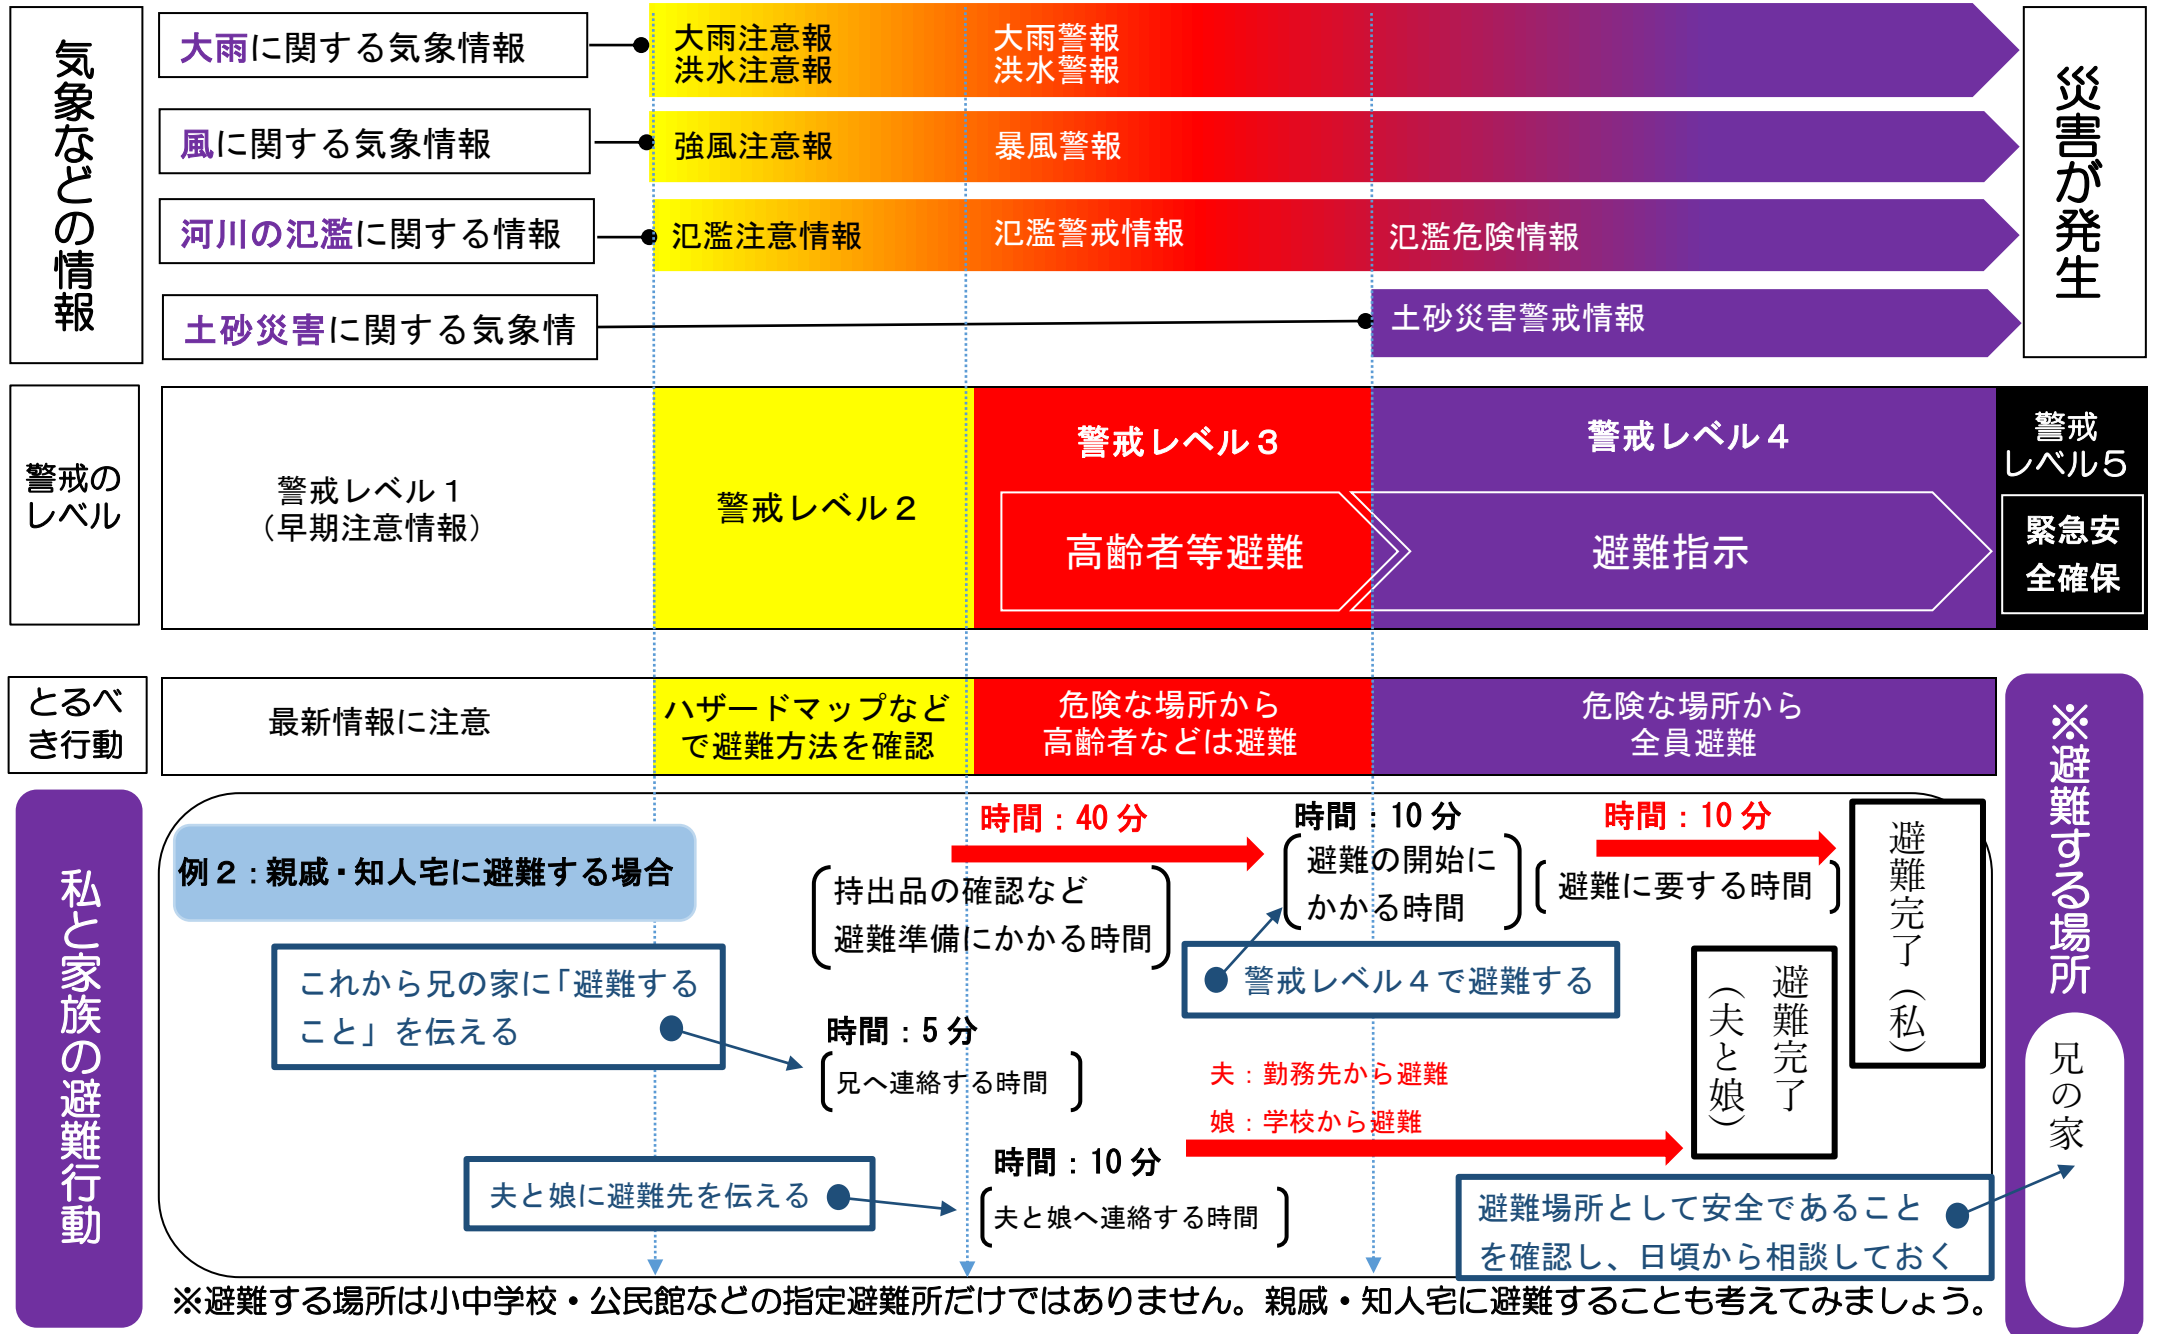 気象などの情報
大雨に関する気象情報
大雨注意報
洪水注意報
大雨警報
洪水警報
風に関する気象情報
強風注意報
暴風警報
河川の氾濫に関する情報
氾濫注意情報
氾濫警戒情報
氾濫危険情報
土砂災害に関する気象情
土砂災害警戒情報
災害が発生
警戒の
レベル
警戒レベル１
（早期注意情報）
警戒レベル２
警戒レベル３
高齢者等避難
警戒レベル４
避難指示
警戒
レベル５
緊急安
全確保
とるべ
き行動
最新情報に注意
ハザードマップなど
で避難方法を確認
危険な場所から
高齢者などは避難
危険な場所から
全員避難
※避難する場所
兄の家
私と家族の避難行動
例２：親戚・知人宅に避難する場合
時間：40 分
持出品の確認など
避難準備にかかる時間
時間：10 分
避難の開始に
かかる時間
時間：10 分
避難に要する時間
避難完了（私）
これから兄の家に「避難する
こと」を伝える
警戒レベル４で避難する
時間：5 分
兄へ連絡する時間
夫：勤務先から避難
娘：学校から避難
避難完了
（夫と娘）
夫と娘に避難先を伝える
時間：10 分
夫と娘へ連絡する時間
避難場所として安全であること
を確認し、日頃から相談しておく
※避難する場所は小中学校・公民館などの指定避難所だけではありません。親戚・知人宅に避難することも考えてみましょう。